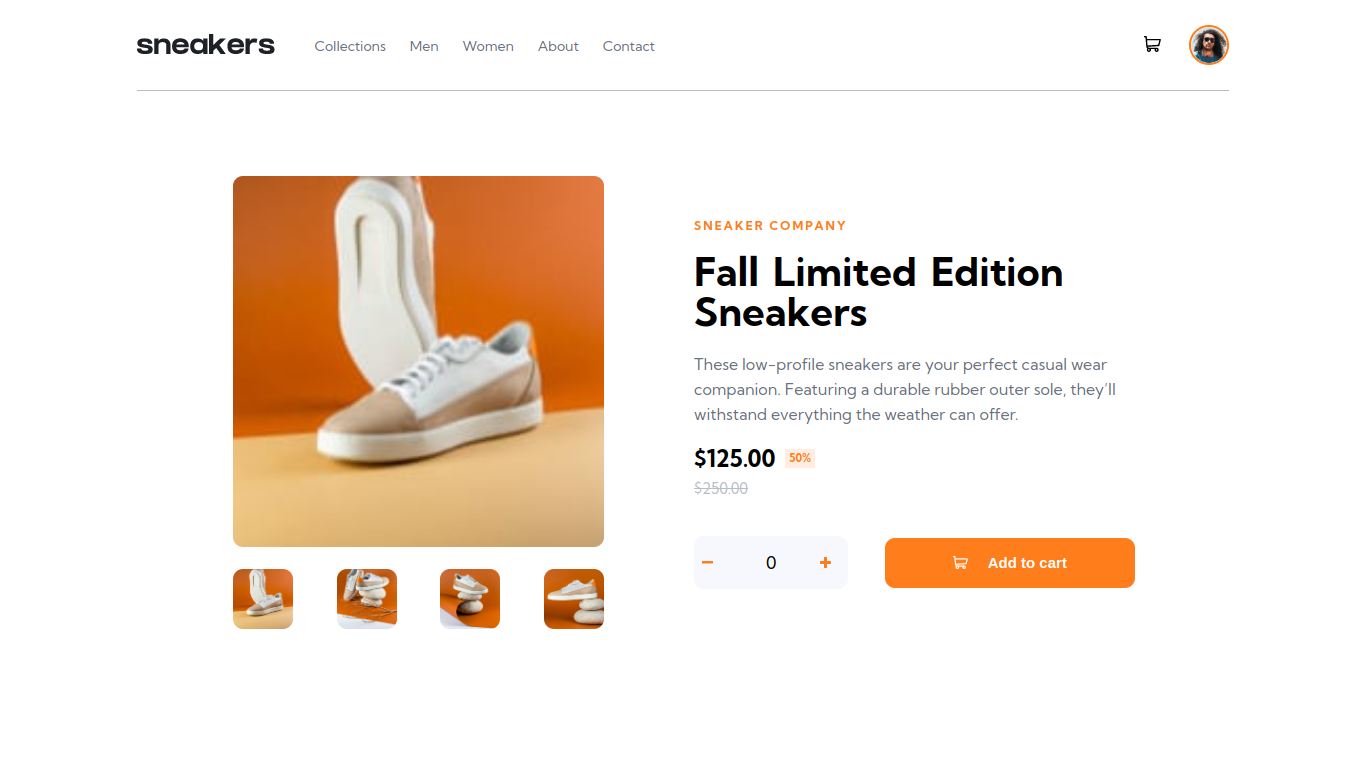 sneakers
Collections Men Women About Contact
SNEAKER COMPANY
Fall Limited Edition
Sneakers
These low-profile sneakers are your perfect casual wear
companion. Featuring a durable rubber outer sole, they’ll
withstand everything the weather can offer.
$125.00 50%
$250.00
0
Add to cart